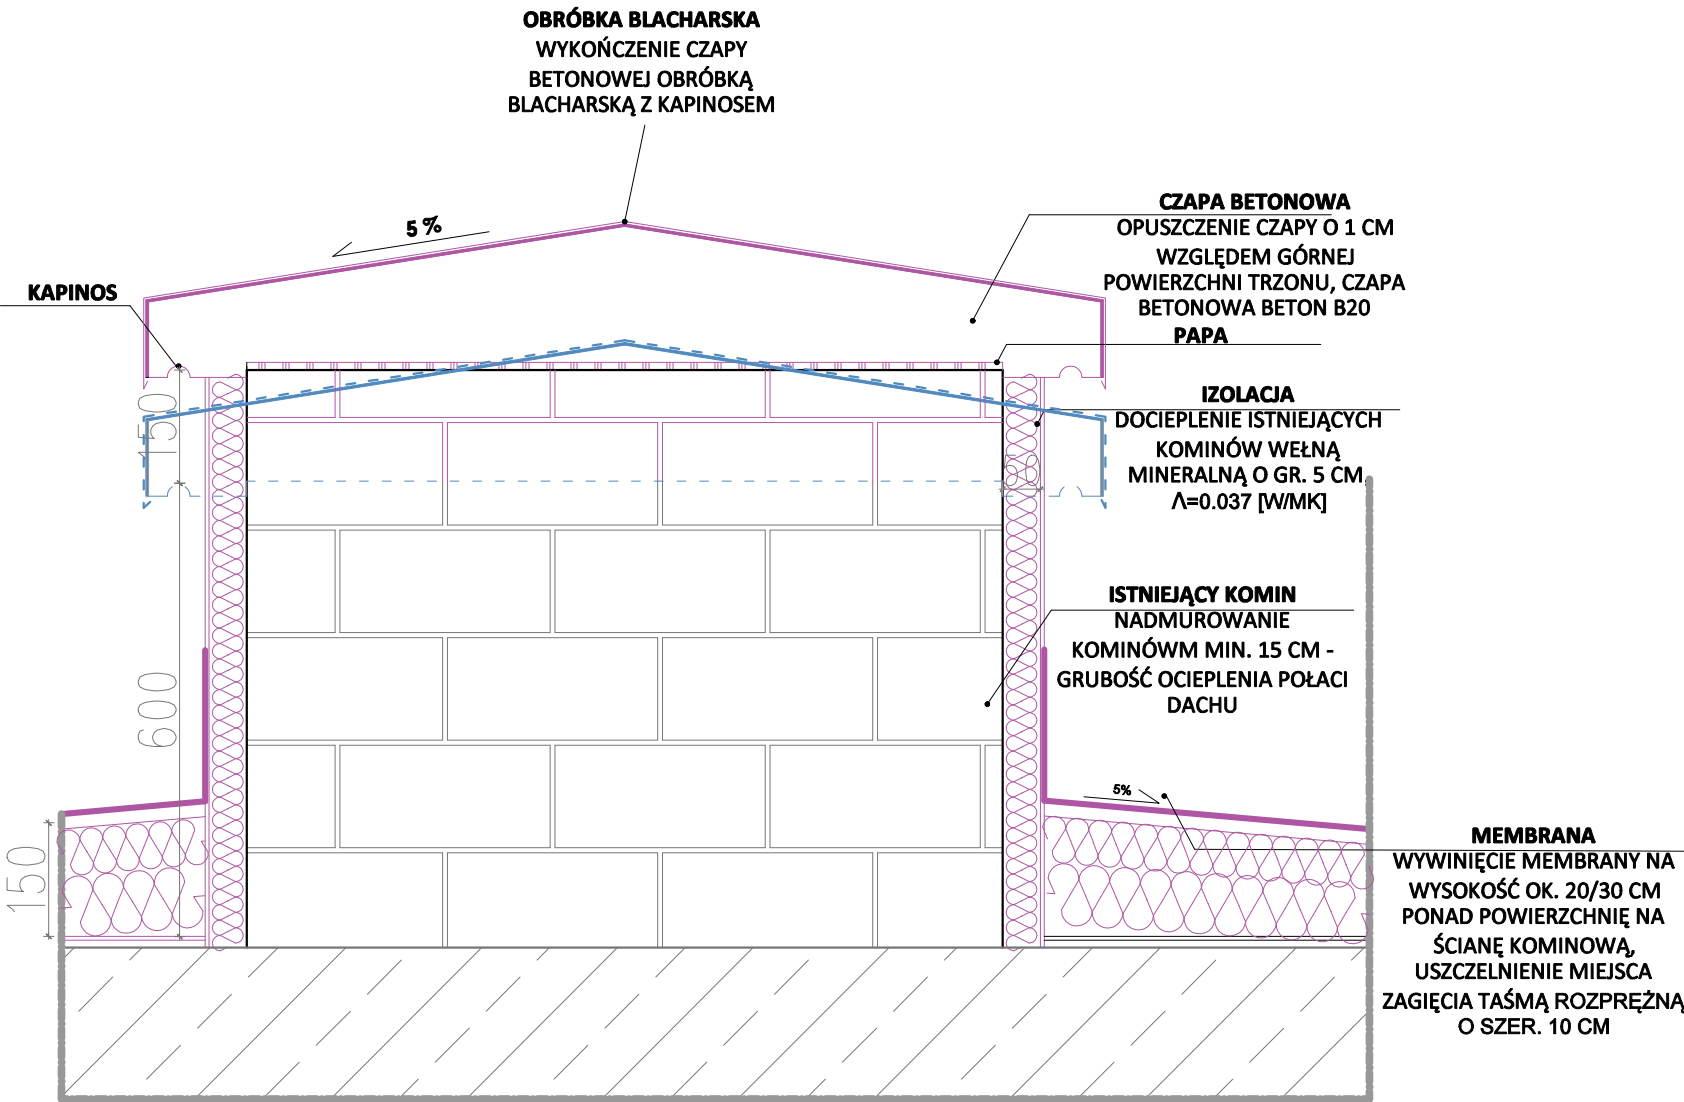 OBRÓBKA BLACHARSKA
WYKOŃCZENIE CZAPY
BETONOWEJ OBRÓBKĄ
BLACHARSKĄ Z KAPINOSEM
5 %
KAPINOS
CZAPA BETONOWA
OPUSZCZENIE CZAPY O 1 CM
WZGLĘDEM GÓRNEJ
POWIERZCHNI TRZONU, CZAPA
BETONOWA BETON B20
PAPA
IZOLACJA
DOCIEPLENIE ISTNIEJĄCYCH
KOMINÓW WEŁNĄ
MINERALNĄ O GR. 5 CM,
Λ=0.037 [W/MK]
150
50
ISTNIEJĄCY KOMIN
NADMUROWANIE
KOMINÓWM MIN. 15 CM -
GRUBOŚĆ OCIEPLENIA POŁACI
DACHU
600
5%
150
MEMBRANA
WYWINIĘCIE MEMBRANY NA
WYSOKOŚĆ OK. 20/30 CM
PONAD POWIERZCHNIĘ NA
ŚCIANĘ KOMINOWĄ,
USZCZELNIENIE MIEJSCA
ZAGIĘCIA TAŚMĄ ROZPRĘŻNĄ
O SZER. 10 CM